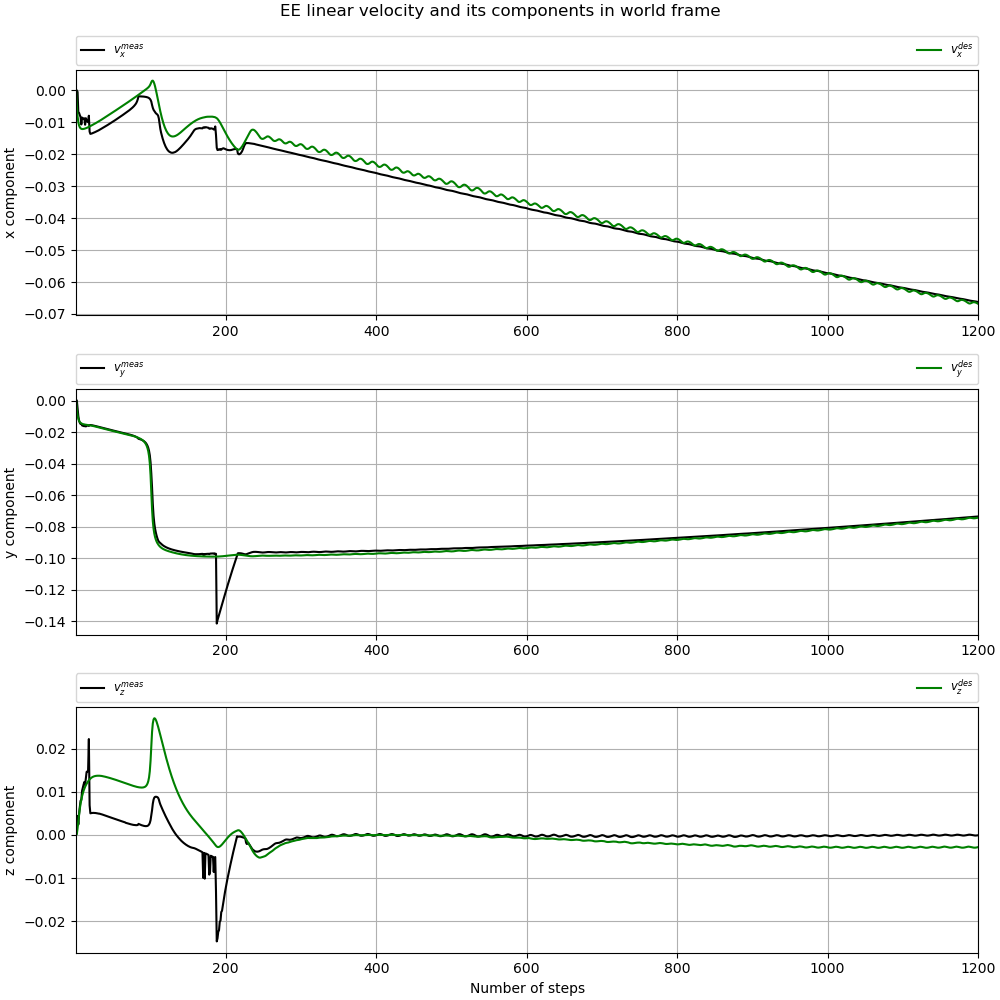 EE linear velocity and its components in world frame
v_x^meas v_x^des
0.00
−0.01
−0.02
−0.03
−0.04
−0.05
−0.06
−0.07
x component
200 400 600 800 1000 1200
v_y^meas v_y^des
0.00
−0.02
−0.04
−0.06
−0.08
−0.10
−0.12
−0.14
y component
200 400 600 800 1000 1200
v_z^meas v_z^des
0.02
0.01
0.00
−0.01
−0.02
z component
200 400 600 800 1000 1200
Number of steps